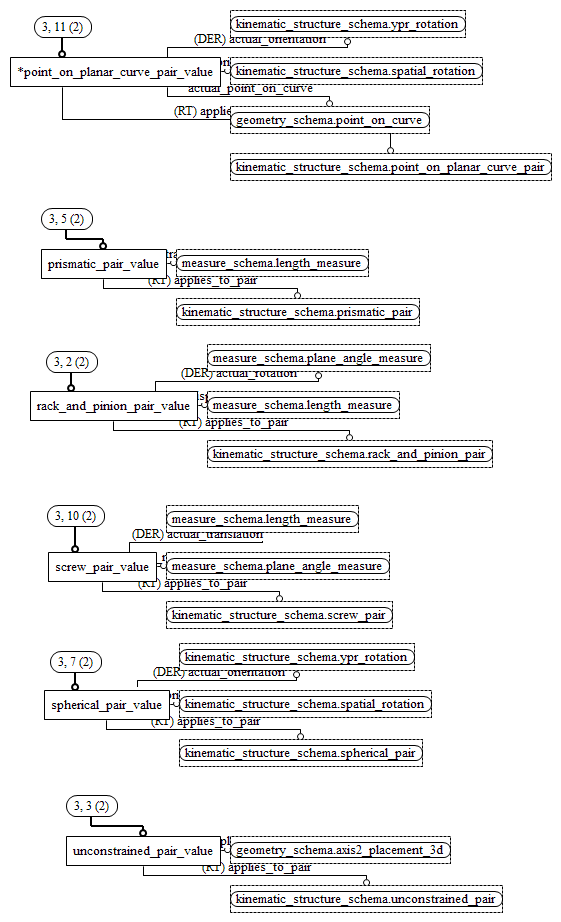 kinematic_structure_schema.ypr_rotation
3, 11 (2)
(DER) actual_orientation
*point_on_planar_curve_pair_value
kinematic_structure_schema.spatial_rotation
actual_point_on_curve
(RT)
geometry_schema.point_on_curve
kinematic_structure_schema.point_on_planar_curve_pair
3, 5 (2)
prismatic_pair_value
measure_schema.length_measure
(RT) applies_to_pair
kinematic_structure_schema.prismatic_pair
3, 2 (2)
measure_schema.plane_angle_measure
(DER) actual_rotation
rack_and_pinion_pair_value
measure_schema.length_measure
(RT) applies_to_pair
kinematic_structure_schema.rack_and_pinion_pair
3, 10 (2)
measure_schema.length_measure
(DER) actual_translation
screw_pair_value
measure_schema.plane_angle_measure
(RT) applies_to_pair
kinematic_structure_schema.screw_pair
3, 7 (2)
kinematic_structure_schema.ypr_rotation
(DER) actual_orientation
spherical_pair_value
kinematic_structure_schema.spatial_rotation
(RT) applies_to_pair
kinematic_structure_schema.spherical_pair
3, 3 (2)
unconstrained_pair_value
geometry_schema.axis2_placement_3d
(RT) applies_to_pair
kinematic_structure_schema.unconstrained_pair